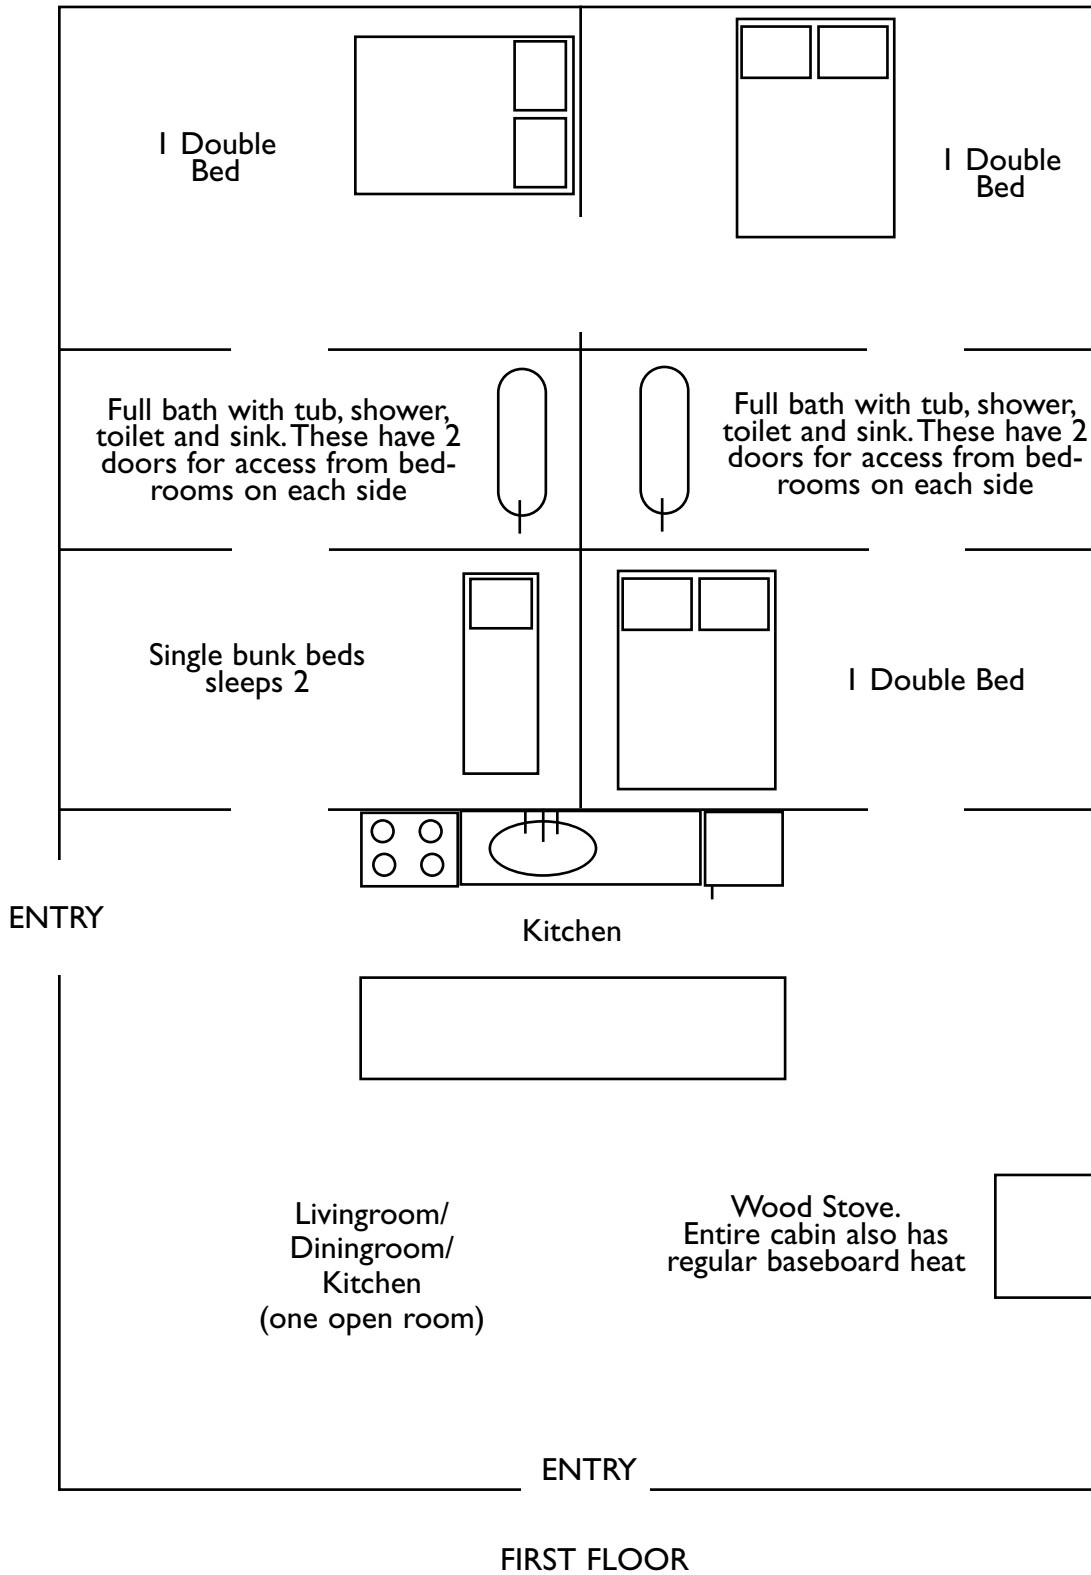 1 Double
Bed
1 Double
Bed
Full bath with tub, shower,
toilet and sink. These have 2
doors for access from bed-
rooms on each side
Full bath with tub, shower,
toilet and sink. These have 2
doors for access from bed-
rooms on each side
Single bunk beds
sleeps 2
1 Double Bed
ENTRY
Kitchen
Livingroom/
Diningroom/
Kitchen
(one open room)
Wood Stove.
Entire cabin also has
regular baseboard heat
ENTRY
FIRST FLOOR